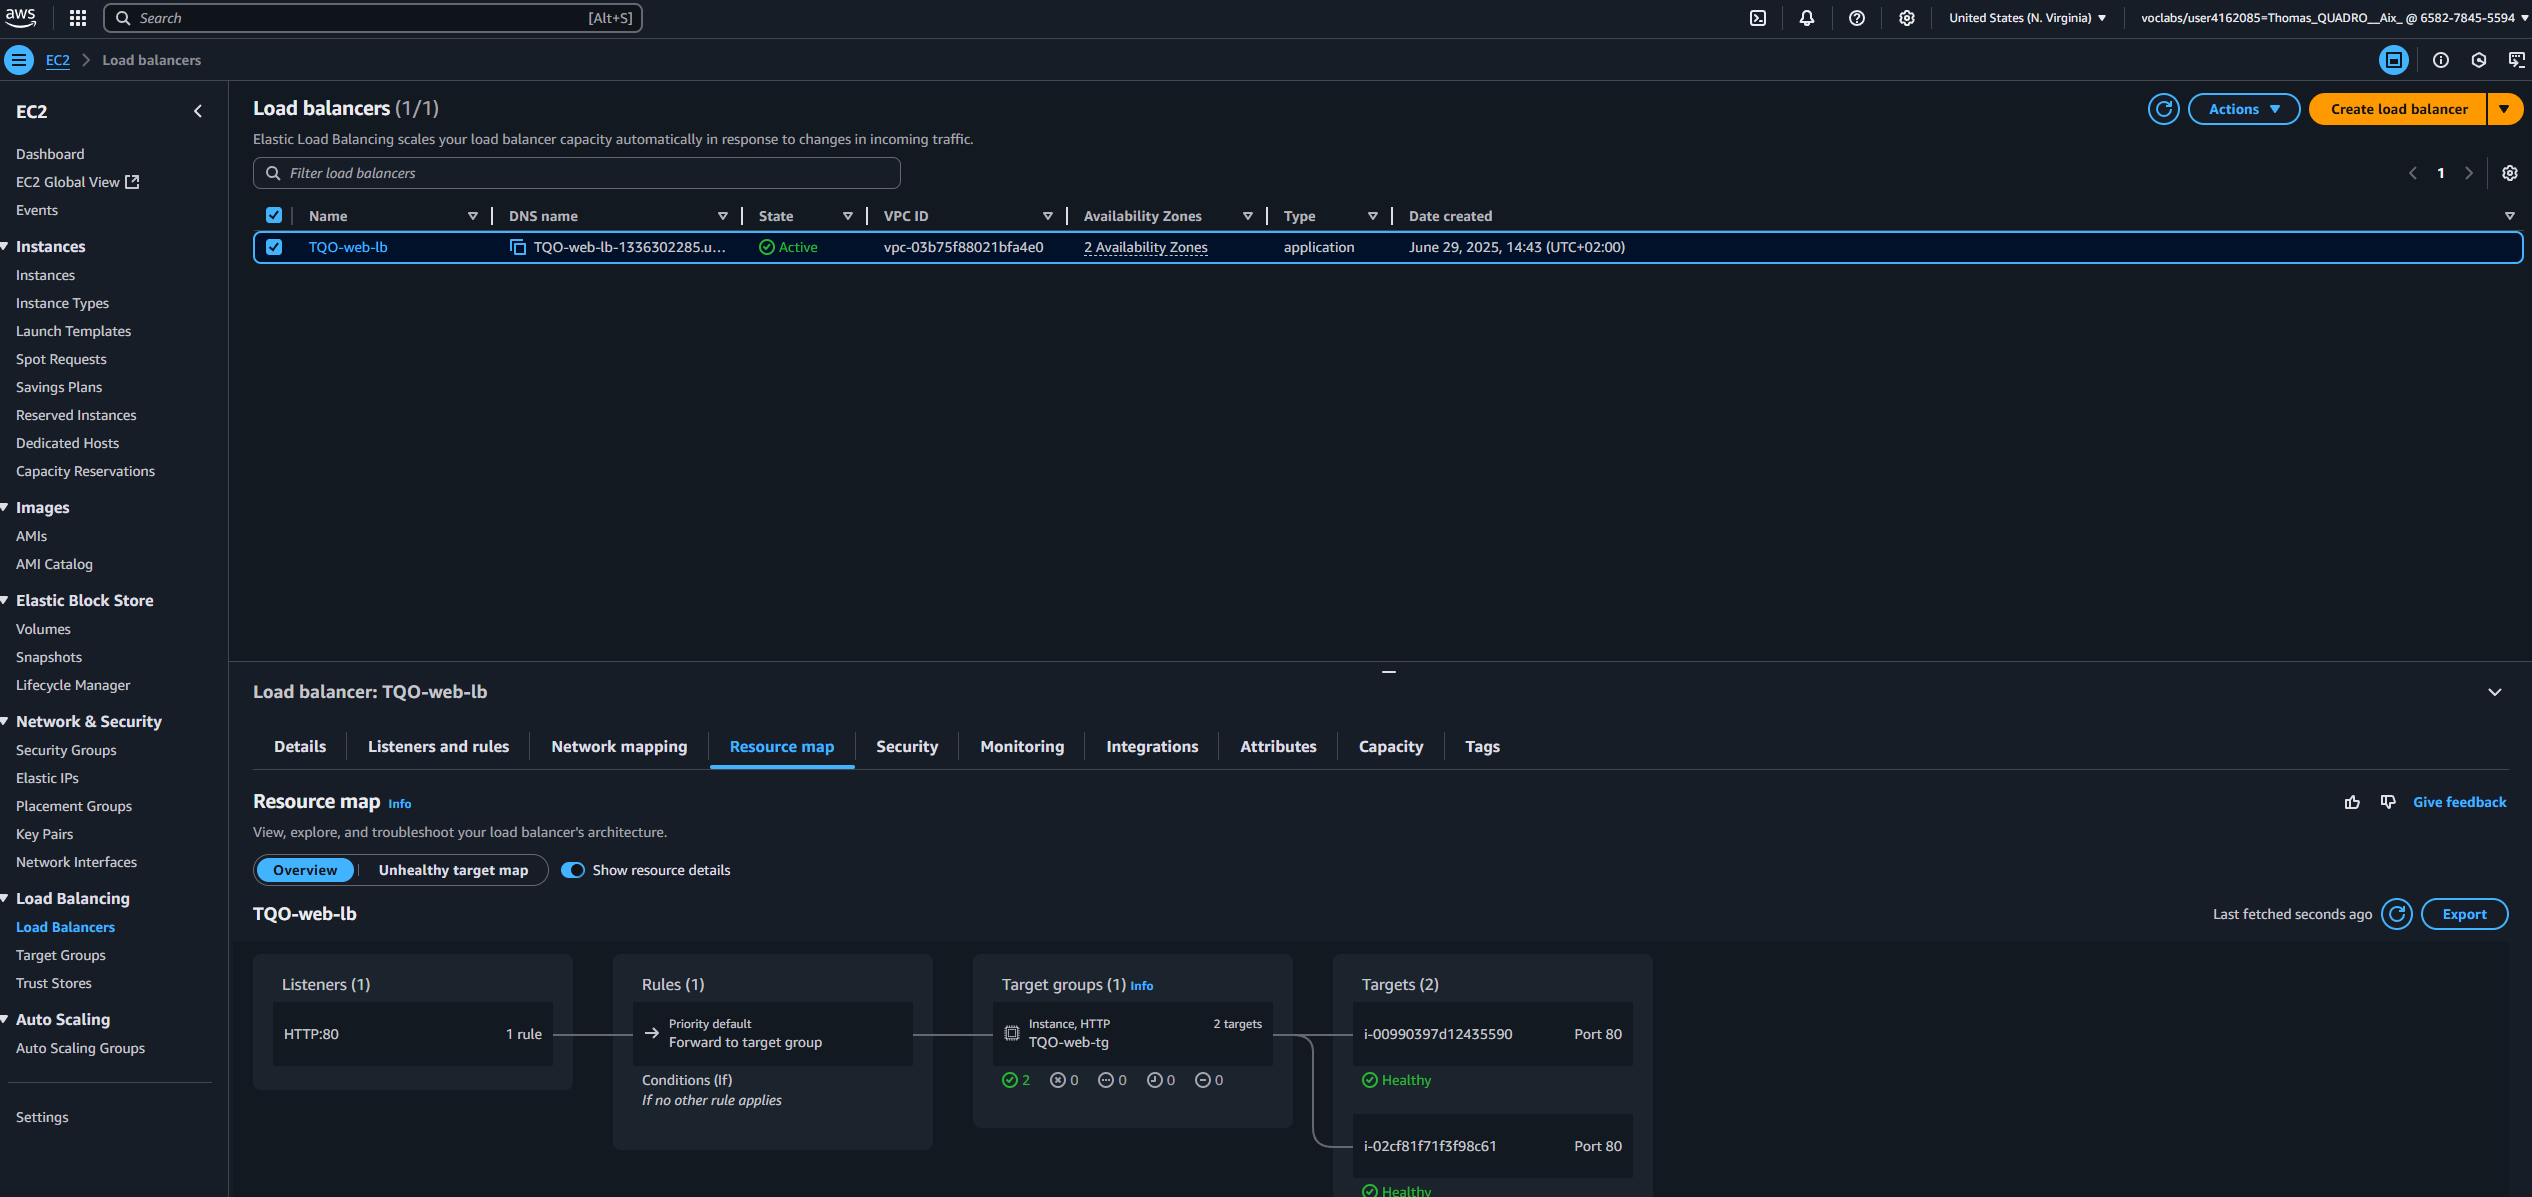 aws
Search [Alt+S]
United States (N. Virginia)
voclabs/user4162085=Thomas_QUADRO__Aix_ @ 6582-7845-5594
EC2 Load balancers
EC2
Dashboard
EC2 Global View
Events
Instances
Instances
Instance Types
Launch Templates
Spot Requests
Savings Plans
Reserved Instances
Dedicated Hosts
Capacity Reservations
Images
AMIs
AMI Catalog
Elastic Block Store
Volumes
Snapshots
Lifecycle Manager
Network & Security
Security Groups
Elastic IPs
Placement Groups
Key Pairs
Network Interfaces
Load Balancing
Load Balancers
Target Groups
Trust Stores
Auto Scaling
Auto Scaling Groups
Settings
Load balancers (1/1)
Actions
Create load balancer
Elastic Load Balancing scales your load balancer capacity automatically in response to changes in incoming traffic.
Filter load balancers
1
Name DNS name State VPC ID Availability Zones Type Date created
TQO-web-lb TQO-web-lb-1336302285.u... Active vpc-03b75f88021bfa4e0 2 Availability Zones application June 29, 2025, 14:43 (UTC+02:00)
Load balancer: TQO-web-lb
Details Listeners and rules Network mapping Resource map Security Monitoring Integrations Attributes Capacity Tags
Resource map Info
Give feedback
View, explore, and troubleshoot your load balancer's architecture.
Overview Unhealthy target map Show resource details
TQO-web-lb
Last fetched seconds ago Export
Listeners (1)
HTTP:80 1 rule
Rules (1)
Priority default
Forward to target group
Conditions (If)
If no other rule applies
Target groups (1) Info
Instance, HTTP 2 targets
TQO-web-tg
2 0 0 0 0
Targets (2)
i-00990397d12435590 Port 80
Healthy
i-02cf81f71f3f98c61 Port 80
Healthy